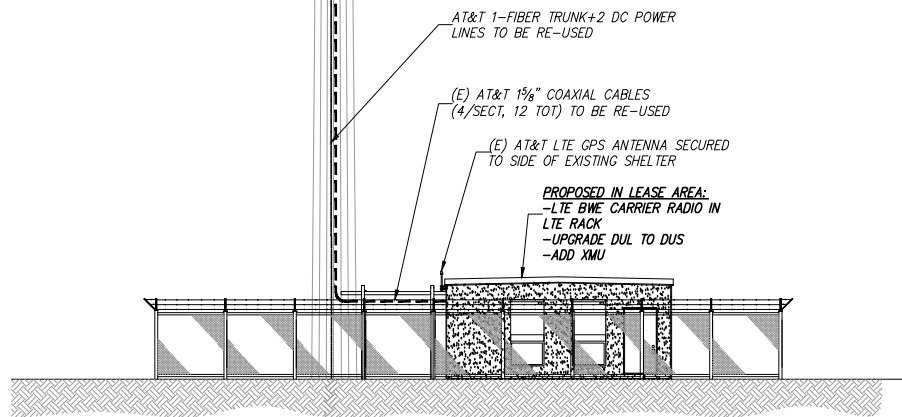 AT&T 1-FIBER TRUNK+2 DC POWER
LINES TO BE RE-USED
(E) AT&T 1⅝" COAXIAL CABLES
(4/SECT, 12 TOT) TO BE RE-USED
(E) AT&T LTE GPS ANTENNA SECURED
TO SIDE OF EXISTING SHELTER
PROPOSED IN LEASE AREA:
-LTE BWE CARRIER RADIO IN
LTE RACK
-UPGRADE DUL TO DUS
-ADD XMU